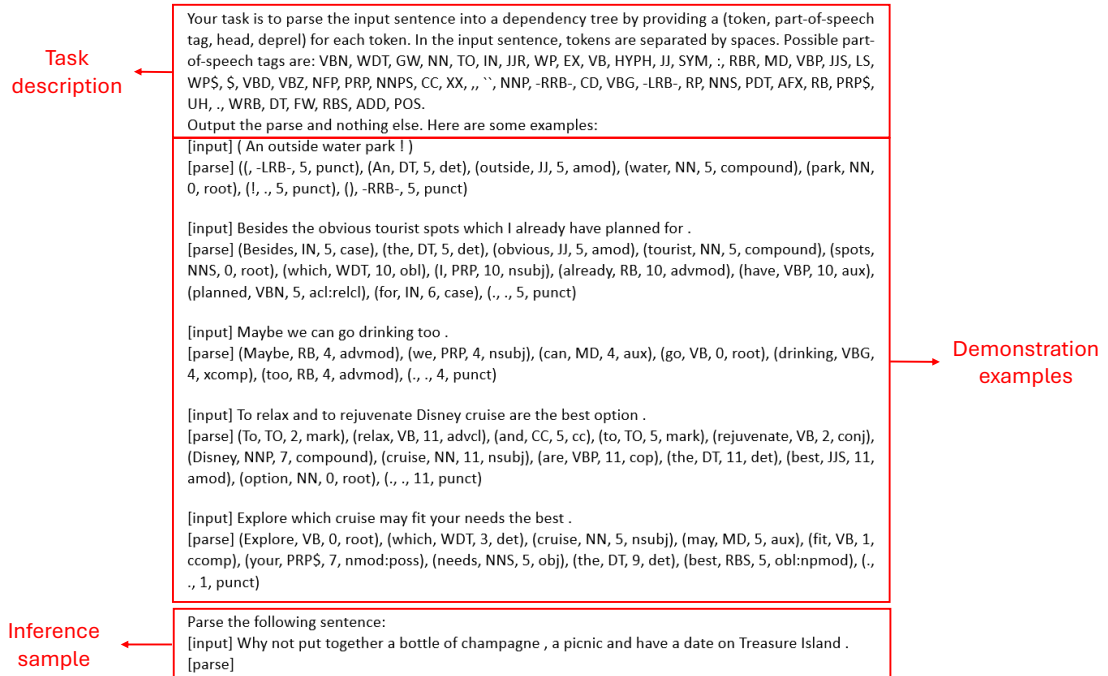 Task
description
Your task is to parse the input sentence into a dependency tree by providing a (token, part-of-speech
tag, head, deprel) for each token. In the input sentence, tokens are separated by spaces. Possible part-
of-speech tags are: VBN, WDT, GW, NN, TO, IN, JJR, WP, EX, VB, HYPH, JJ, SYM, :, RBR, MD, VBP, JJS, LS,
WP$, $, VBD, VBZ, NFP, PRP, NNPS, CC, XX, ,, ``, NNP, -RRB-, CD, VBG, -LRB-, RP, NNS, PDT, AFX, RB, PRP$,
UH, ., WRB, DT, FW, RBS, ADD, POS.
Output the parse and nothing else. Here are some examples:
[input] ( An outside water park ! )
[parse] ((, -LRB-, 5, punct), (An, DT, 5, det), (outside, JJ, 5, amod), (water, NN, 5, compound), (park, NN,
0, root), (!, ., 5, punct), (), -RRB-, 5, punct)
[input] Besides the obvious tourist spots which I already have planned for .
[parse] (Besides, IN, 5, case), (the, DT, 5, det), (obvious, JJ, 5, amod), (tourist, NN, 5, compound), (spots,
NNS, 0, root), (which, WDT, 10, obl), (I, PRP, 10, nsubj), (already, RB, 10, advmod), (have, VBP, 10, aux),
(planned, VBN, 5, acl:relcl), (for, IN, 6, case), (., ., 5, punct)
[input] Maybe we can go drinking too .
[parse] (Maybe, RB, 4, advmod), (we, PRP, 4, nsubj), (can, MD, 4, aux), (go, VB, 0, root), (drinking, VBG,
4, xcomp), (too, RB, 4, advmod), (., ., 4, punct)
[input] To relax and to rejuvenate Disney cruise are the best option .
[parse] (To, TO, 2, mark), (relax, VB, 11, advcl), (and, CC, 5, cc), (to, TO, 5, mark), (rejuvenate, VB, 2, conj),
(Disney, NNP, 7, compound), (cruise, NN, 11, nsubj), (are, VBP, 11, cop), (the, DT, 11, det), (best, JJS, 11,
amod), (option, NN, 0, root), (., ., 11, punct)
[input] Explore which cruise may fit your needs the best .
[parse] (Explore, VB, 0, root), (which, WDT, 3, det), (cruise, NN, 5, nsubj), (may, MD, 5, aux), (fit, VB, 1,
ccomp), (your, PRP$, 7, nmod:poss), (needs, NNS, 5, obj), (the, DT, 9, det), (best, RBS, 5, obl:npmod), (.,
., 1, punct)
Demonstration
examples
Inference
sample
Parse the following sentence:
[input] Why not put together a bottle of champagne , a picnic and have a date on Treasure Island .
[parse]